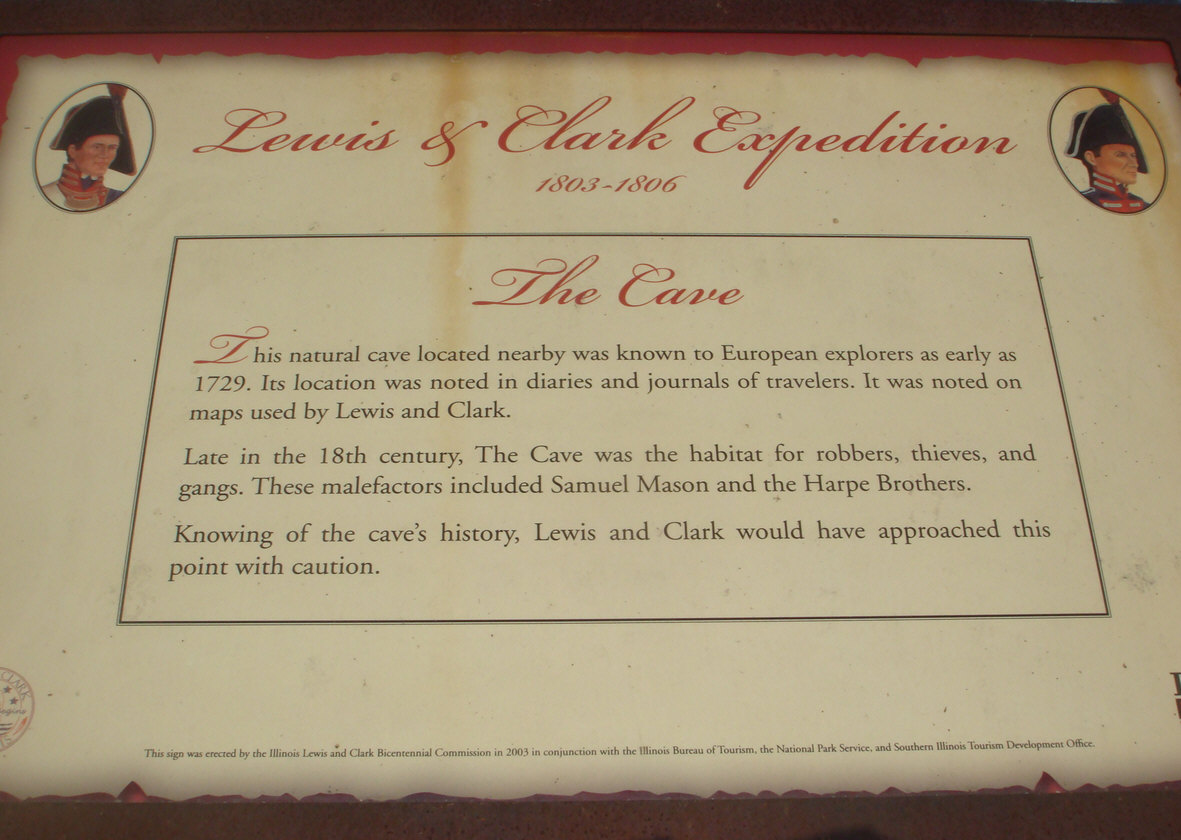 Lewis & Clark Expedition
1803-1806
The Cave
This natural cave located nearby was known to European explorers as early as
1729. Its location was noted in diaries and journals of travelers. It was noted on
maps used by Lewis and Clark.
Late in the 18th century, The Cave was the habitat for robbers, thieves, and
gangs. These malefactors included Samuel Mason and the Harpe Brothers.
Knowing of the cave's history, Lewis and Clark would have approached this
point with caution.
CLARK
This sign was erected by the Illinois Lewis and Clark Bicentennial Commission in 2003 in conjunction with the Illinois Bureau of Tourism, the National Park Service, and Southern Illinois Tourism Development Office.